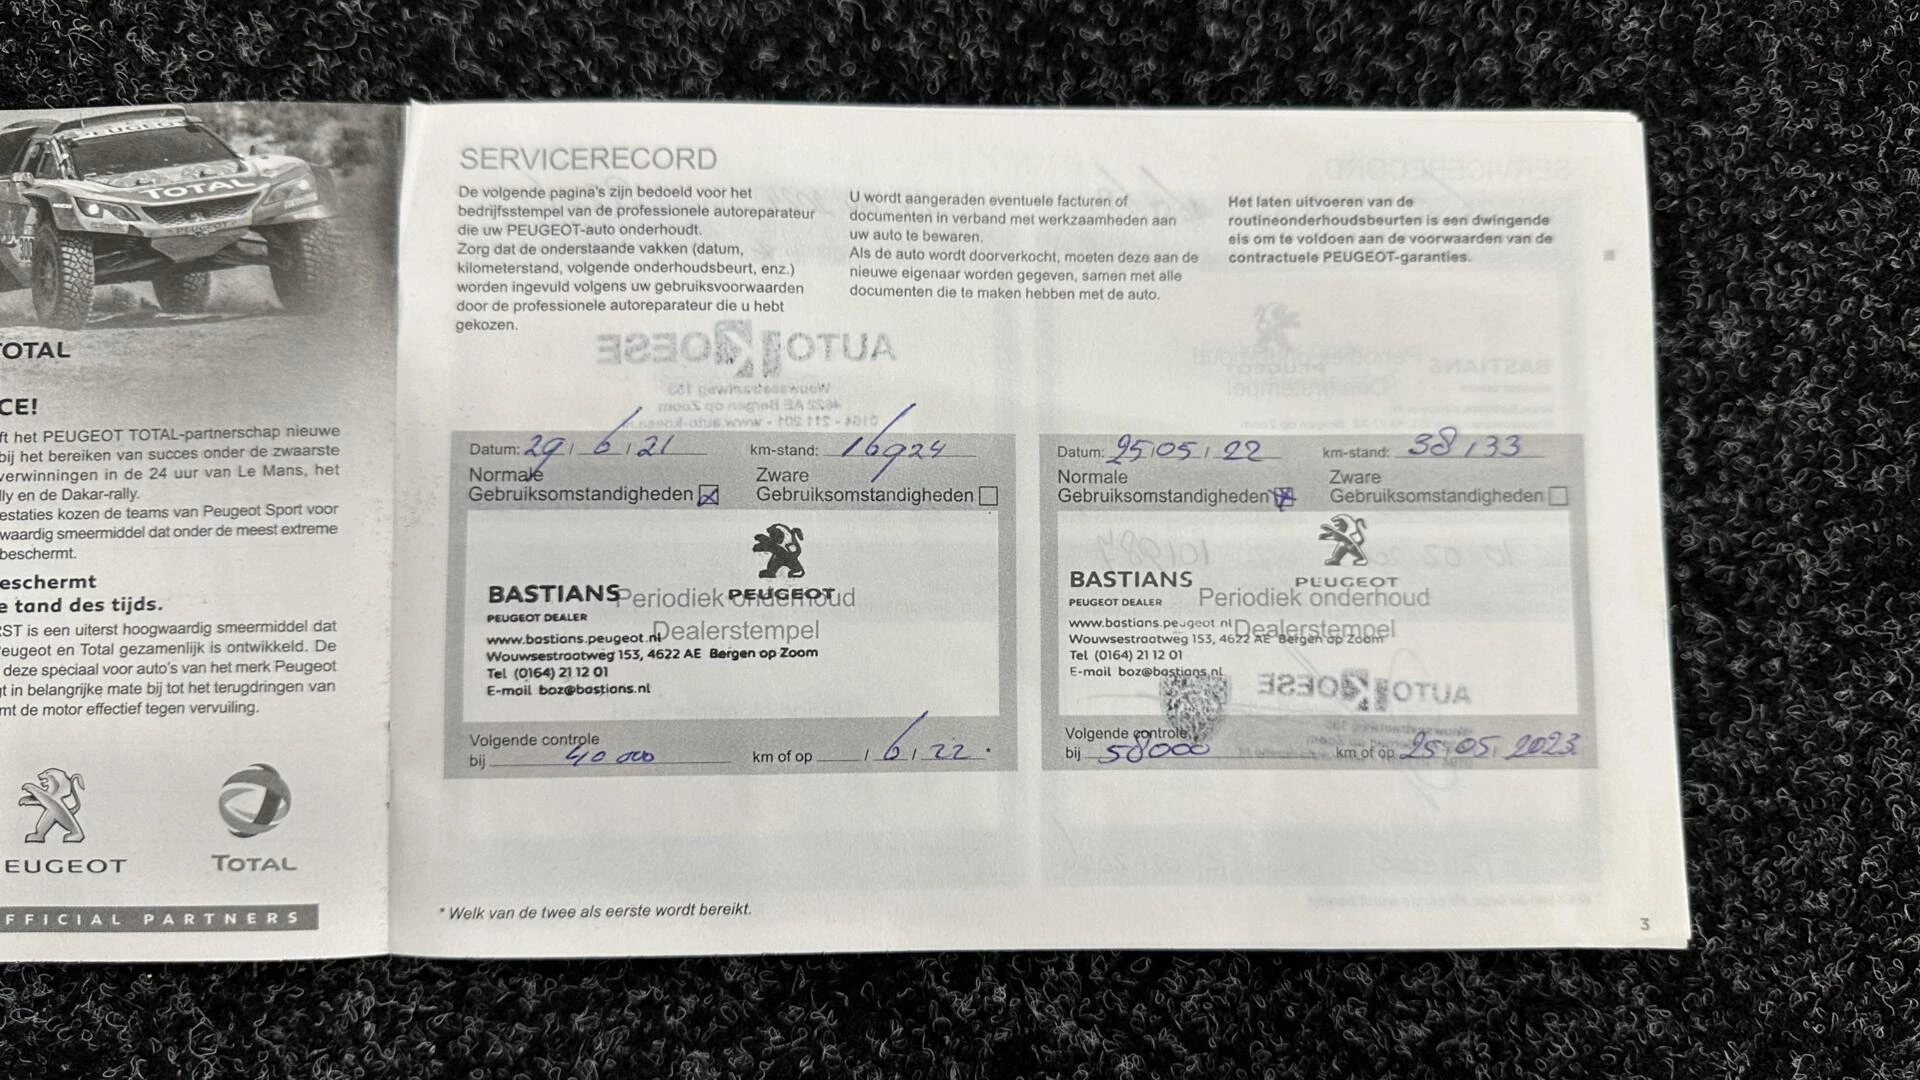 PEUGEOT
TOTAL
PEUGEOT
300
TOTAL
CE!
ft het PEUGEOT TOTAL-partnerschap nieuwe
bij het bereiken van succes onder de zwaarste
verwinningen in de 24 uur van Le Mans, het
lly en de Dakar-rally.
estaties kozen de teams van Peugeot Sport voor
waardig smeermiddel dat onder de meest extreme
beschermt.
eschermt
e tand des tijds.
RST is een uiterst hoogwaardig smeermiddel dat
eugeot en Total gezamenlijk is ontwikkeld. De
deze speciaal voor auto's van het merk Peugeot
gt in belangrijke mate bij tot het terugdringen van
mt de motor effectief tegen vervuiling.
EUGEOT
TOTAL
FFICIAL PARTNERS
SERVICERECORD
De volgende pagina's zijn bedoeld voor het
bedrijfsstempel van de professionele autoreparateur
die uw PEUGEOT-auto onderhoudt.
Zorg dat de onderstaande vakken (datum,
kilometerstand, volgende onderhoudsbeurt, enz.)
worden ingevuld volgens uw gebruiksvoorwaarden
door de professionele autoreparateur die u hebt
gekozen.
U wordt aangeraden eventuele facturen of
documenten in verband met werkzaamheden aan
uw auto te bewaren.
Als de auto wordt doorverkocht, moeten deze aan de
nieuwe eigenaar worden gegeven, samen met alle
documenten die te maken hebben met de auto.
Het laten uitvoeren van de
routineonderhoudsbeurten is een dwingende
eis om te voldoen aan de voorwaarden van de
contractuele PEUGEOT-garanties.
Datum: 29 / 6 / 21 km-stand: 16924
Normale Zware
Gebruiksomstandigheden Gebruiksomstandigheden
BASTIANS Periodiek onderhoud PEUGEOT
PEUGEOT DEALER
www.bastians.peugeot.nl Dealerstempel
Wouwsestraatweg 153, 4622 AE Bergen op Zoom
Tel (0164) 21 12 01
E-mail boz@bastians.nl
Volgende controle
bij 40 000 km of op / 6 / 22 *
Datum: 25 / 05 / 22 km-stand: 38133
Normale Zware
Gebruiksomstandigheden Gebruiksomstandigheden
BASTIANS PEUGEOT
PEUGEOT DEALER Periodiek onderhoud
www.bastians.peugeot nl Dealerstempel
Wouwsestraatweg 153, 4622 AE Bergen op Zoom
Tel (0164) 21 12 01
E-mail boz@bastians.nl
Volgende controle
bij 58000 km of op 25 / 05 / 2023
* Welk van de twee als eerste wordt bereikt.
3